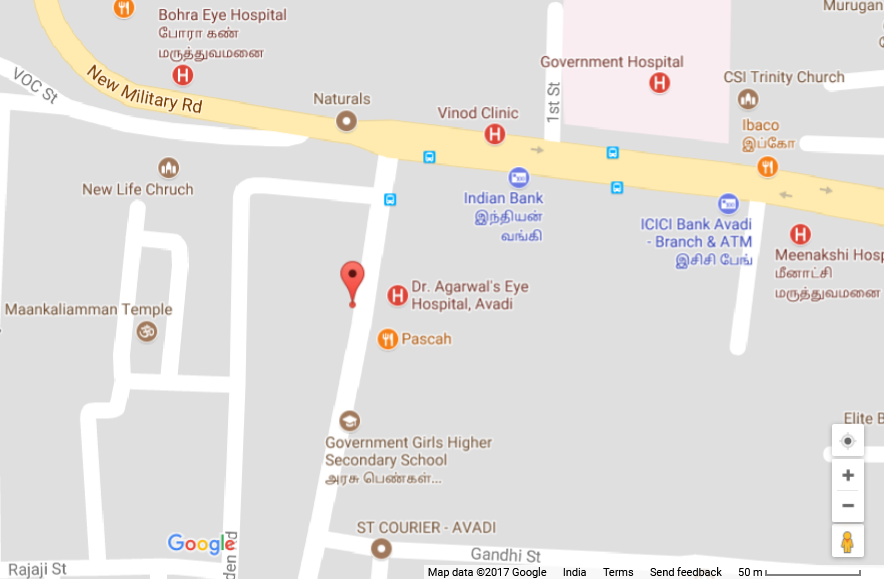 Bohra Eye Hospital
போரா கண்
மருத்துவமனை
Murugan
VOC St
New Military Rd
Naturals
Vinod Clinic
Government Hospital
1st St
CSI Trinity Church
Ibaco
இப்கோ
New Life Chruch
Indian Bank
இந்தியன்
வங்கி
ICICI Bank Avadi
- Branch & ATM
இசிசி பேங்
Meenakshi Hosp
மீனாட்சி
மருத்துவமனை
Dr. Agarwal's Eye
Hospital, Avadi
Maankaliamman Temple
Pascah
Elite B
Government Girls Higher
Secondary School
அரசு பெண்கள்...
ST COURIER - AVADI
Gandhi St
Rajaji St
Google
Map data ©2017 Google
India
Terms
Send feedback
50 m